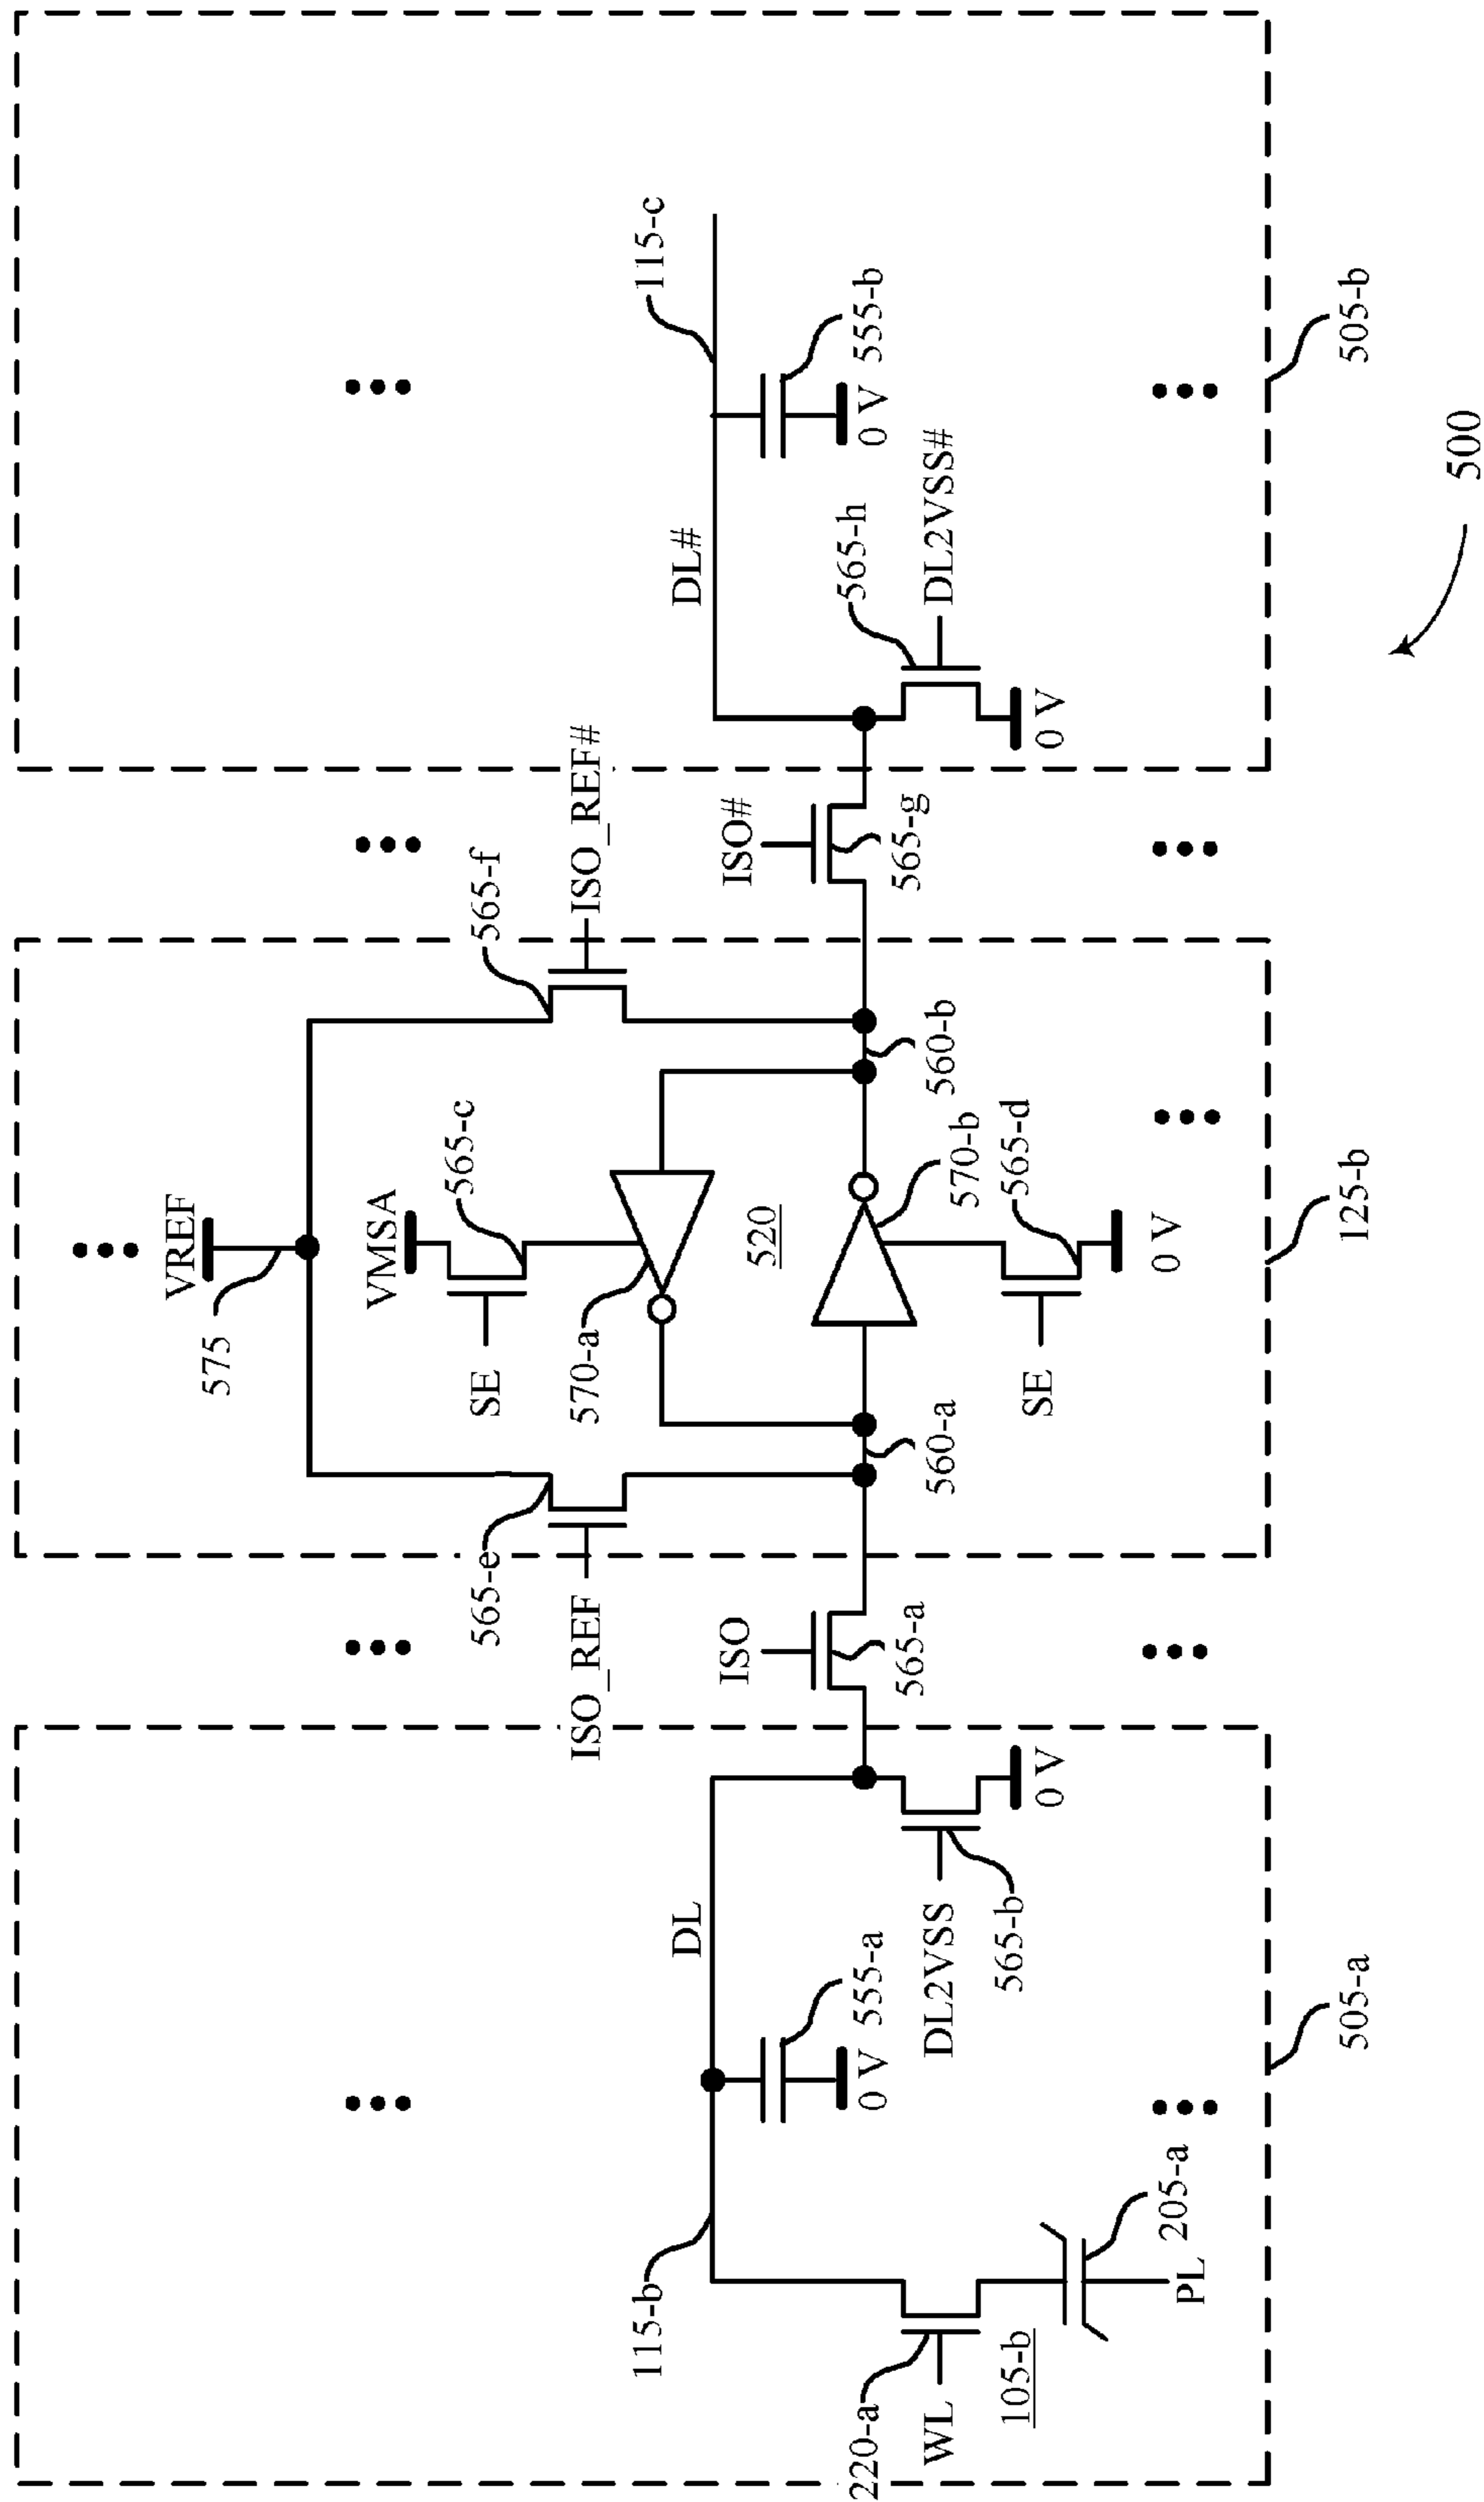 VREF
575
VMSA
565-c
SE
570-a
520
570-b
565-d
SE
0 V
560-a
560-b
565-e
ISO_REF
565-f
ISO_REF#
ISO
565-a
ISO#
565-g
125-b
DL
115-b
555-a
0 V
DL2VSS
565-b
0 V
220-a
WL
105-b
205-a
PL
505-a
115-c
DL#
555-b
0 V
565-h
DL2VSS#
0 V
505-b
500